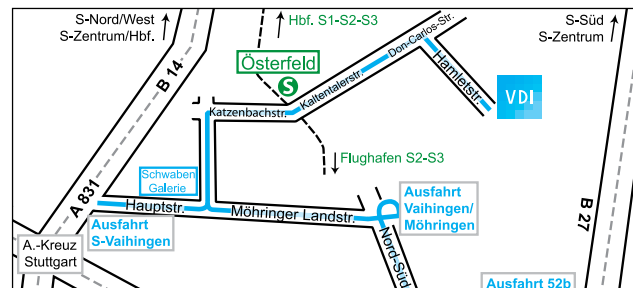 S-Nord/West
S-Zentrum/Hbf.
Hbf. S1-S2-S3
S-Süd
S-Zentrum
B 14
Österfeld
S
Don-Carlos-Str.
Kaltentalerstr.
Hamletstr.
VDI
Katzenbachstr.
Flughafen S2-S3
Schwaben
Galerie
A 831
Hauptstr.
Möhringer Landstr.
Ausfahrt
Vaihingen/
Möhringen
B 27
Ausfahrt
S-Vaihingen
A.-Kreuz
Stuttgart
Nord-Süd
Ausfahrt 52b